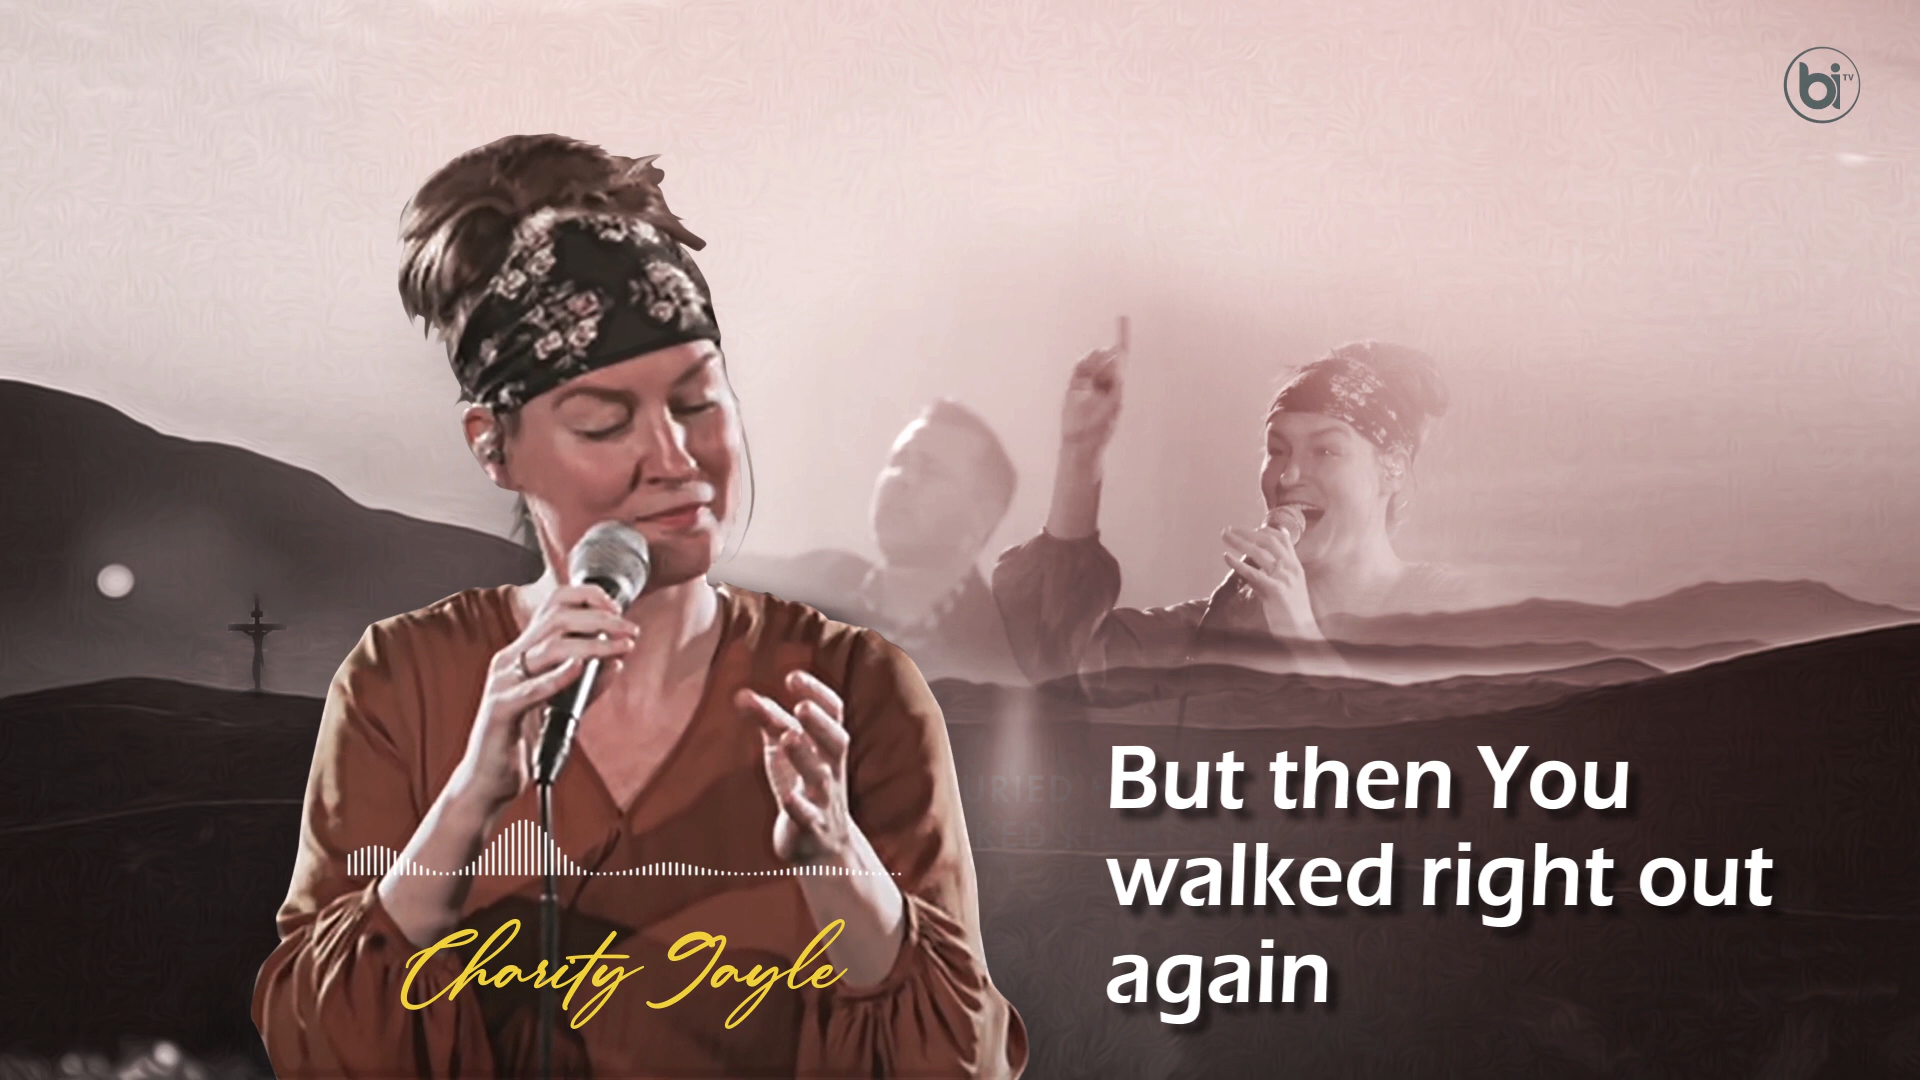 bi TV
But then You
walked right out
again
Charity Gayle